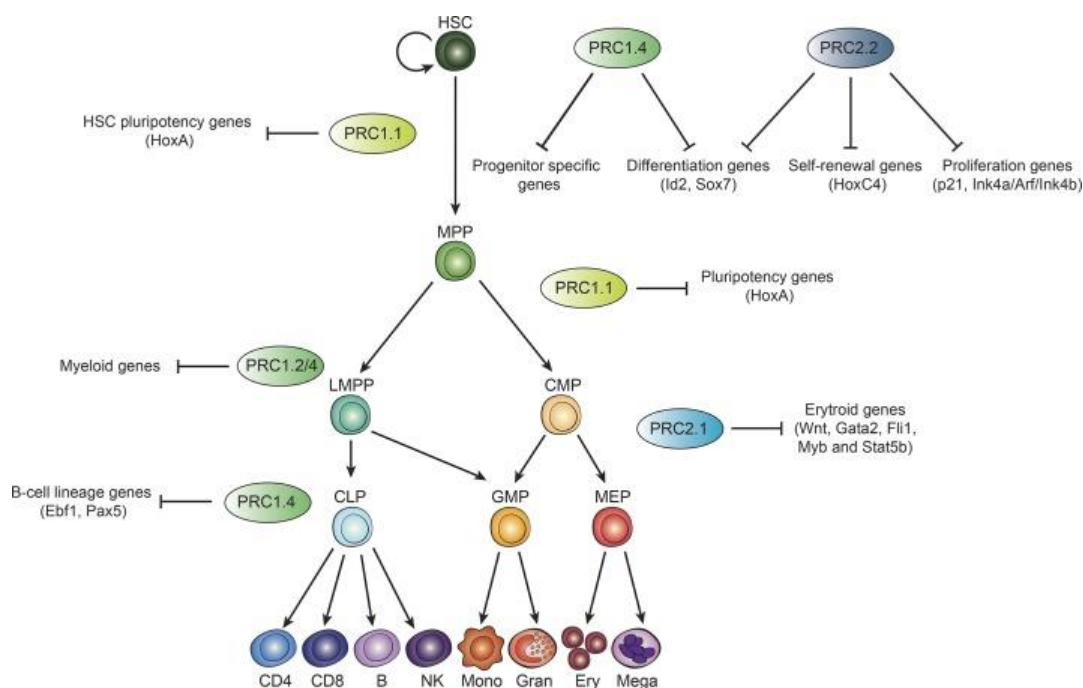 HSC
PRC1.4
PRC2.2
HSC pluripotency genes
(HoxA)
PRC1.1
Progenitor specific
genes
Differentiation genes
(Id2, Sox7)
Self-renewal genes
(HoxC4)
Proliferation genes
(p21, Ink4a/Arf/Ink4b)
MPP
PRC1.1
Pluripotency genes
(HoxA)
Myeloid genes
PRC1.2/4
LMPP
CMP
PRC2.1
Erytroid genes
(Wnt, Gata2, Fli1,
Myb and Stat5b)
B-cell lineage genes
(Ebf1, Pax5)
PRC1.4
CLP
GMP
MEP
CD4
CD8
B
NK
Mono
Gran
Ery
Mega